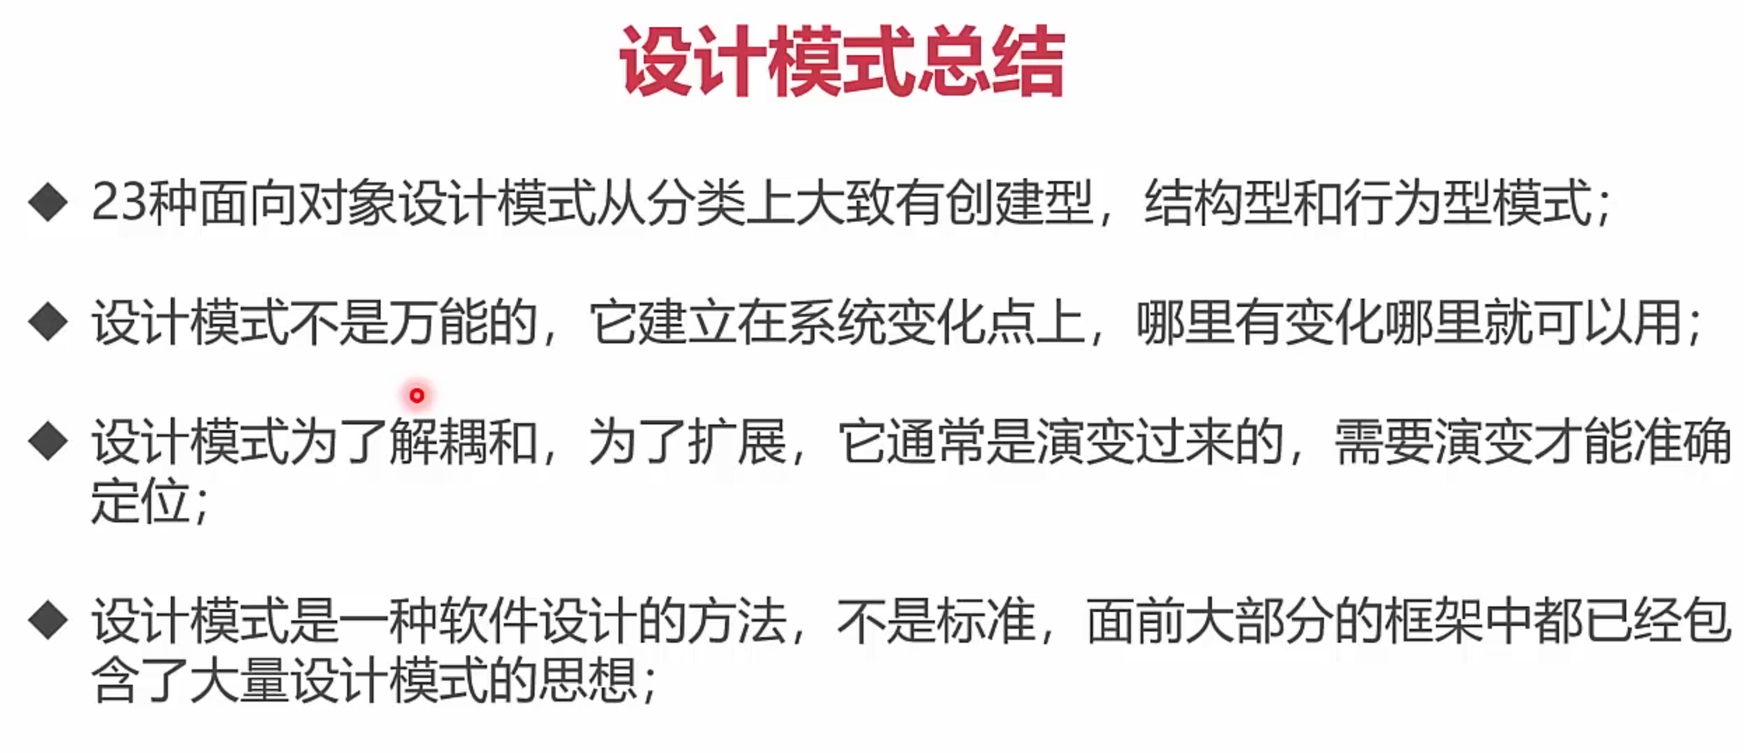 设计模式总结
◆ 23种面向对象设计模式从分类上大致有创建型，结构型和行为型模式；
◆ 设计模式不是万能的，它建立在系统变化点上，哪里有变化哪里就可以用；
◆ 设计模式为了解耦和，为了扩展，它通常是演变过来的，需要演变才能准确
定位；
◆ 设计模式是一种软件设计的方法，不是标准，面前大部分的框架中都已经包
含了大量设计模式的思想；